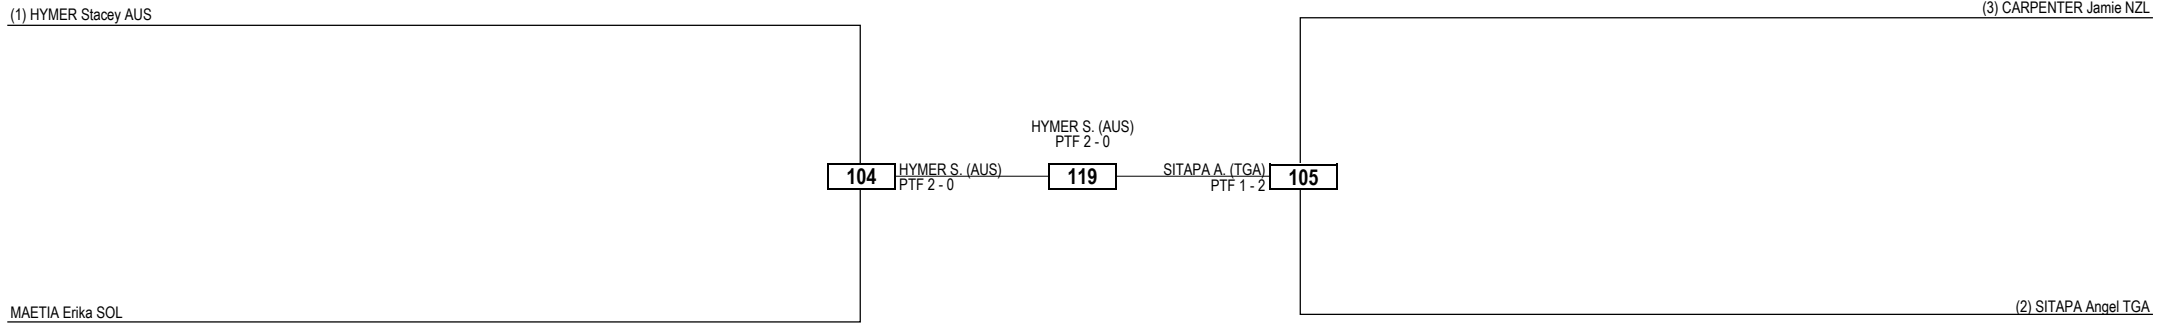 (1) HYMER Stacey AUS
(3) CARPENTER Jamie NZL
HYMER S. (AUS)
PTF 2 - 0
104
HYMER S. (AUS)
PTF 2 - 0
119
SITAPA A. (TGA)
PTF 1 - 2
105
MAETIA Erika SOL
(2) SITAPA Angel TGA